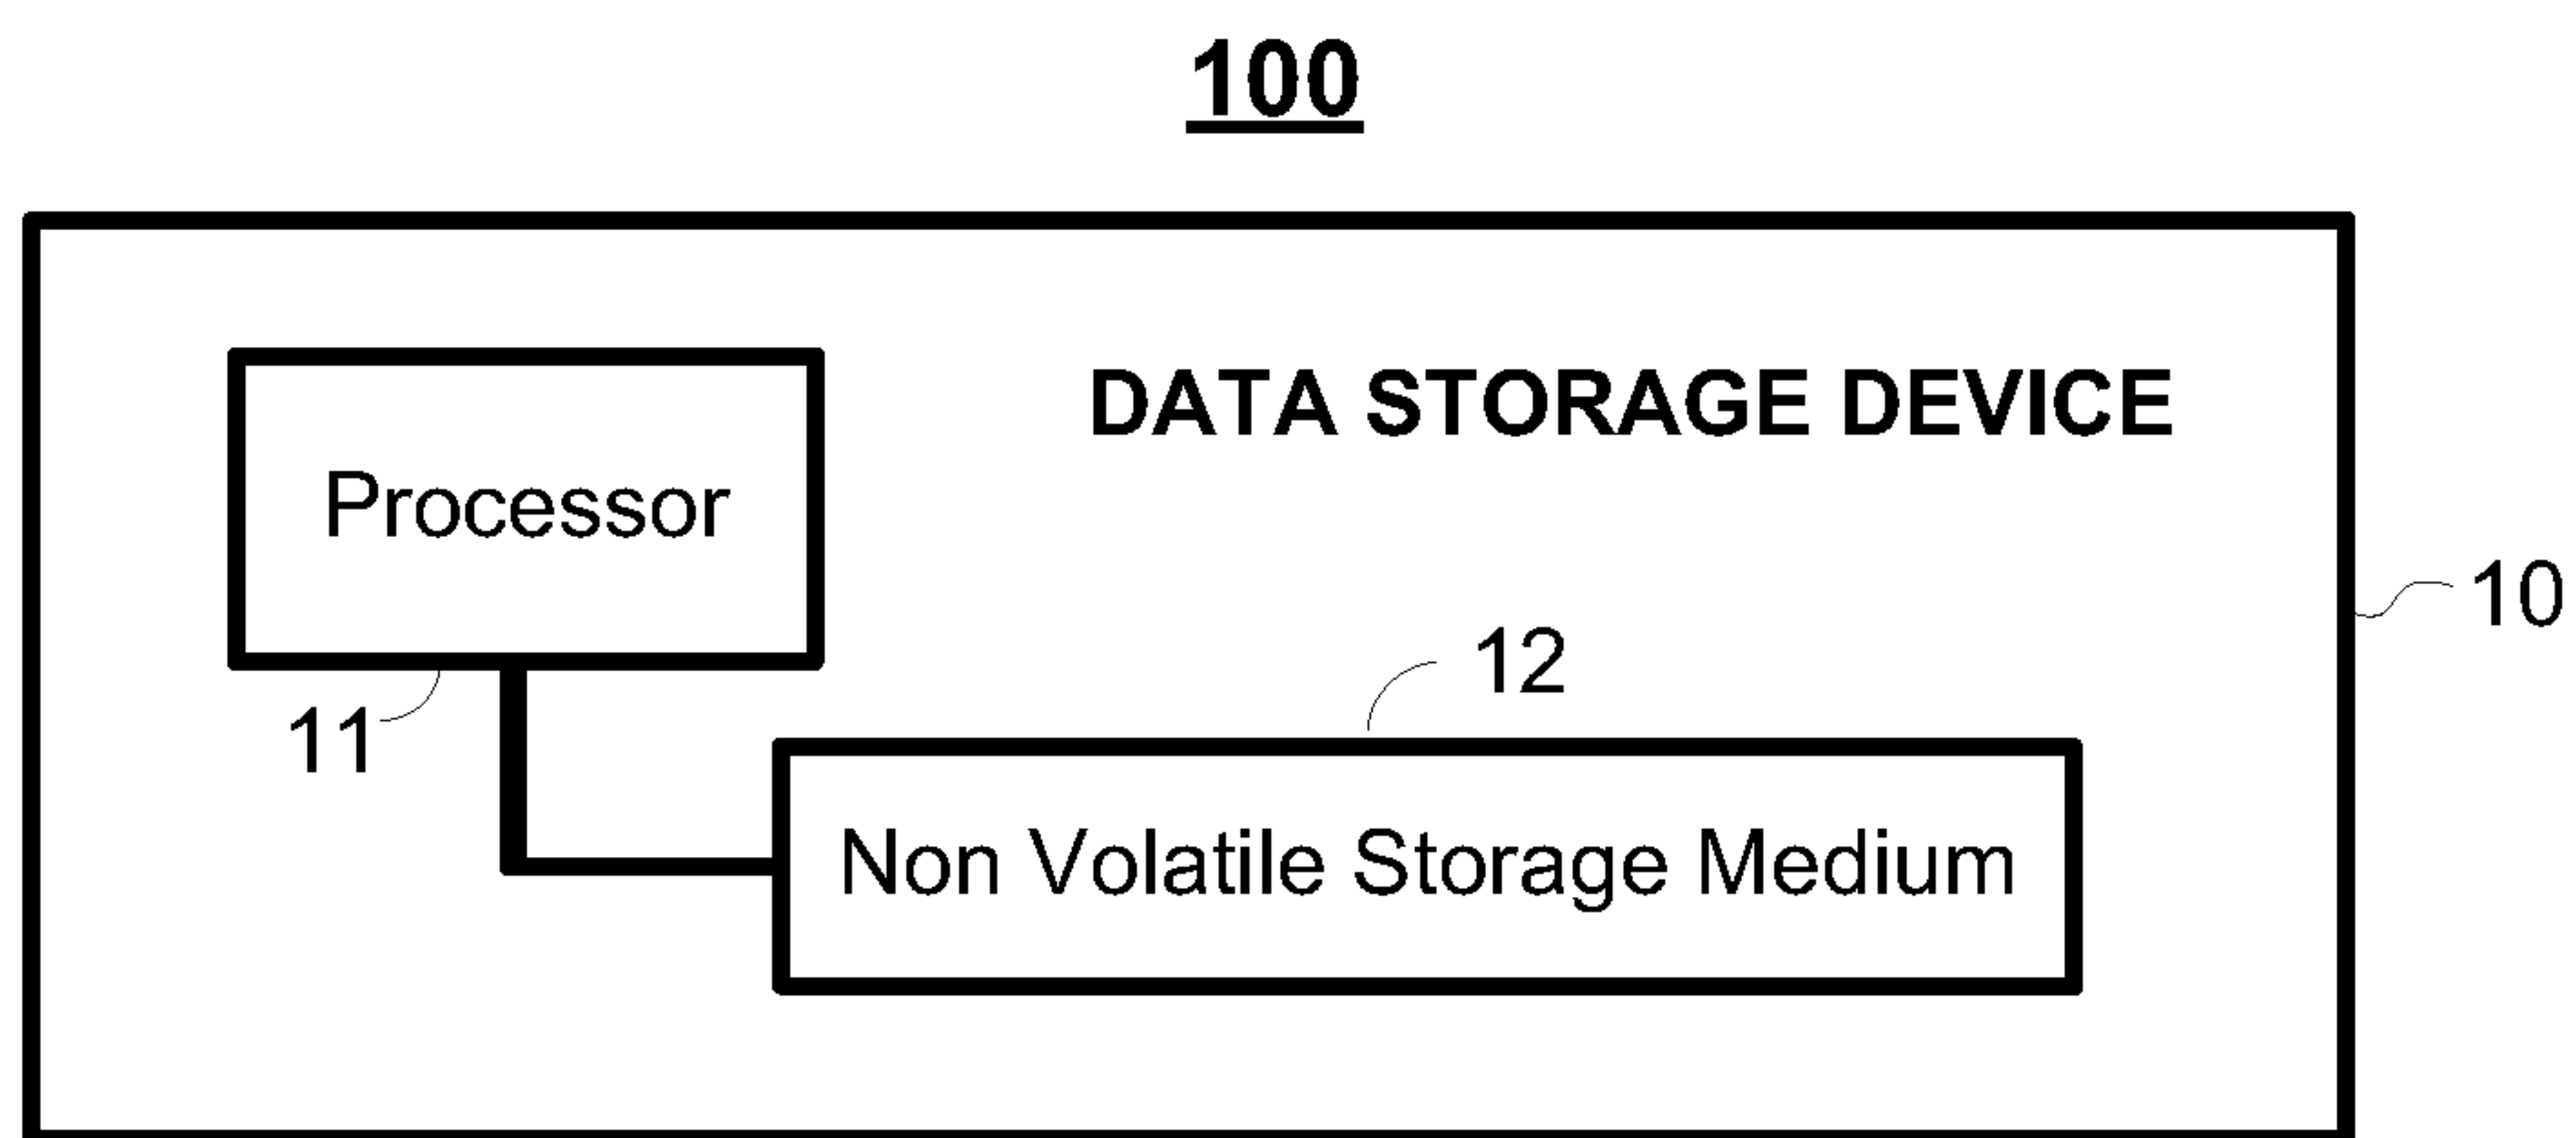 100
DATA STORAGE DEVICE
Processor
10
12
11
Non Volatile Storage Medium